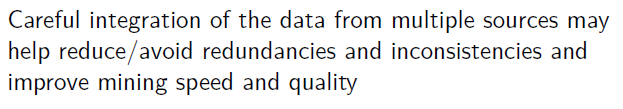 Careful integration of the data from multiple sources may
help reduce/avoid redundancies and inconsistencies and
improve mining speed and quality